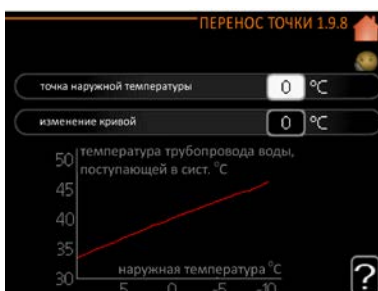 ПЕРЕНОС ТОЧКИ 1.9.8
точка наружной температуры 0 °C
изменение кривой 0 °C
температура трубопровода воды,
поступающей в сист. °C
50
45
40
35
30
наружная температура °C
5 0 -5 -10
?